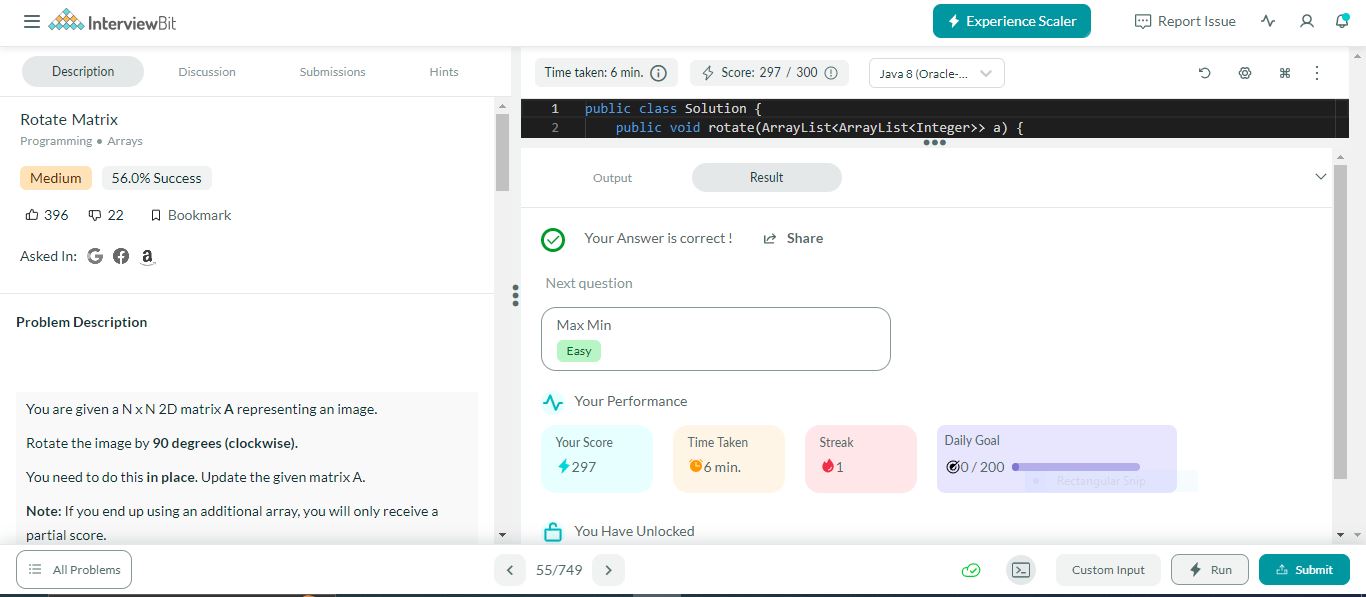 InterviewBit
Experience Scaler
Report Issue
Description
Discussion
Submissions
Hints
Time taken: 6 min.
Score: 297 / 300
Java 8 (Oracle-...
1 public class Solution {
2 public void rotate(ArrayList<ArrayList<Integer>> a) {
Rotate Matrix
Programming • Arrays
Medium
56.0% Success
396
22
Bookmark
Asked In:
Problem Description
You are given a N x N 2D matrix A representing an image.
Rotate the image by 90 degrees (clockwise).
You need to do this in place. Update the given matrix A.
Note: If you end up using an additional array, you will only receive a
partial score.
Output
Result
Your Answer is correct !
Share
Next question
Max Min
Easy
Your Performance
Your Score
297
Time Taken
6 min.
Streak
1
Daily Goal
0 / 200
Rectangular Snip
You Have Unlocked
All Problems
55/749
Custom Input
Run
Submit